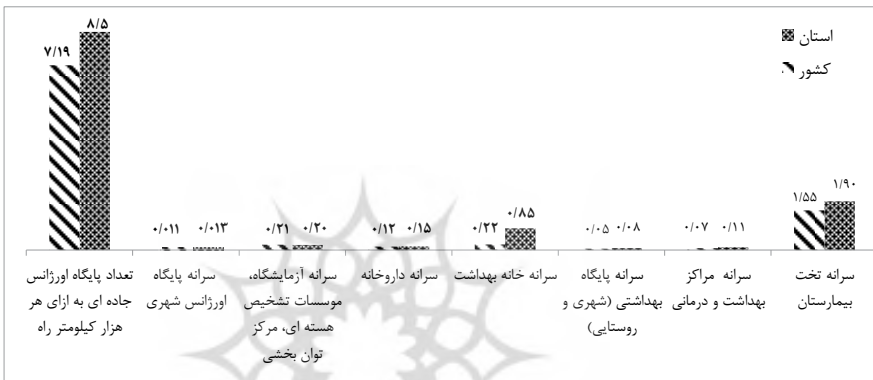 استان
کشور
۸/۵
۷/۱۹
۰/۰۱۱ ۰/۰۱۳
۰/۲۱ ۰/۲۰
۰/۱۲ ۰/۱۵
۰/۲۲ ۰/۸۵
۰/۰۵ ۰/۰۸
۰/۰۷ ۰/۱۱
۱/۵۵ ۱/۹۰
سرانه تخت
بیمارستان
سرانه مراکز
بهداشت و درمانی
سرانه پایگاه
بهداشتی (شهری و
روستایی)
سرانه خانه بهداشت
سرانه داروخانه
سرانه آزمایشگاه،
موسسات تشخیص
هسته ای، مرکز
توان بخشی
سرانه پایگاه
اورژانس شهری
تعداد پایگاه اورژانس
جاده ای به ازای هر
هزار کیلومتر راه